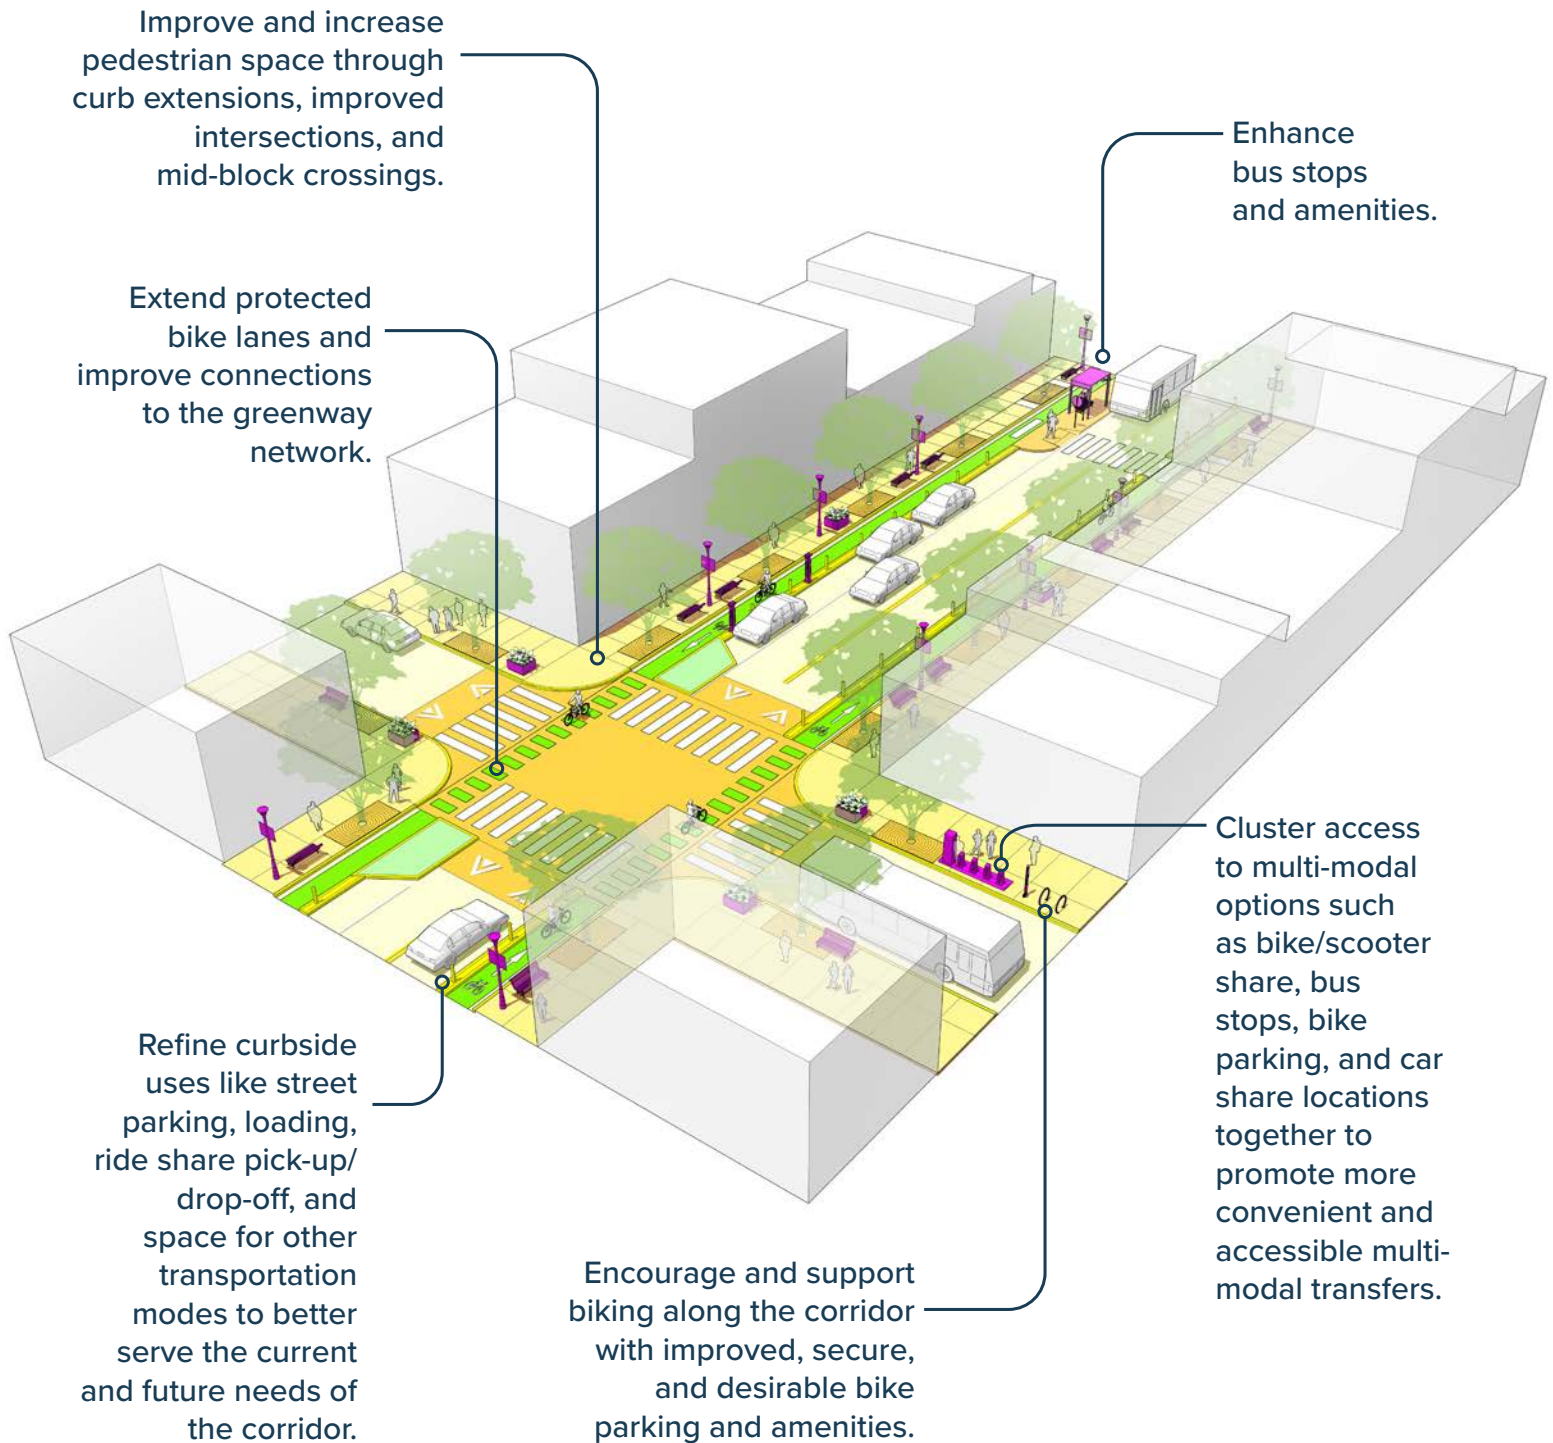 Improve and increase
pedestrian space through
curb extensions, improved
intersections, and
mid-block crossings.
Enhance
bus stops
and amenities.
Extend protected
bike lanes and
improve connections
to the greenway
network.
Cluster access
to multi-modal
options such
as bike/scooter
share, bus
stops, bike
parking, and car
share locations
together to
promote more
convenient and
accessible multi-
modal transfers.
Refine curbside
uses like street
parking, loading,
ride share pick-up/
drop-off, and
space for other
transportation
modes to better
serve the current
and future needs of
the corridor.
Encourage and support
biking along the corridor
with improved, secure,
and desirable bike
parking and amenities.